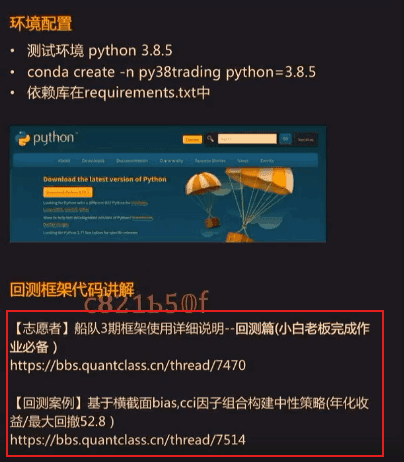 环境配置
• 测试环境 python 3.8.5
• conda create -n py38trading python=3.8.5
• 依赖库在requirements.txt中
python
Download the latest version of Python
回测框架代码讲解
c821b50f
【志愿者】船队3期框架使用详细说明--回测篇(小白老板完成作
业必备）
https://bbs.quantclass.cn/thread/7470
【回测案例】基于横截面bias,cci因子组合构建中性策略(年化收
益/最大回撤52.8）
https://bbs.quantclass.cn/thread/7514